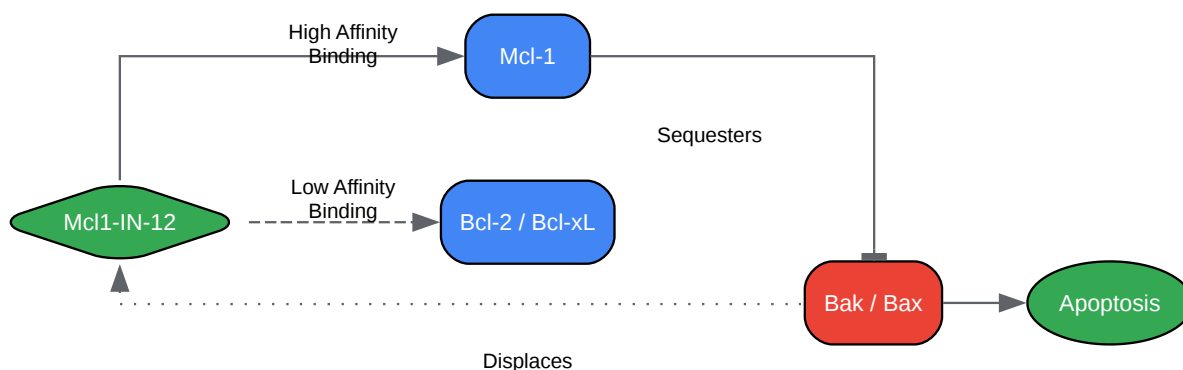 High Affinity
Binding
Mcl-1
Sequesters
Low Affinity
Binding
Mcl1-IN-12
Bcl-2 / Bcl-xL
Bak / Bax
Apoptosis
Displaces